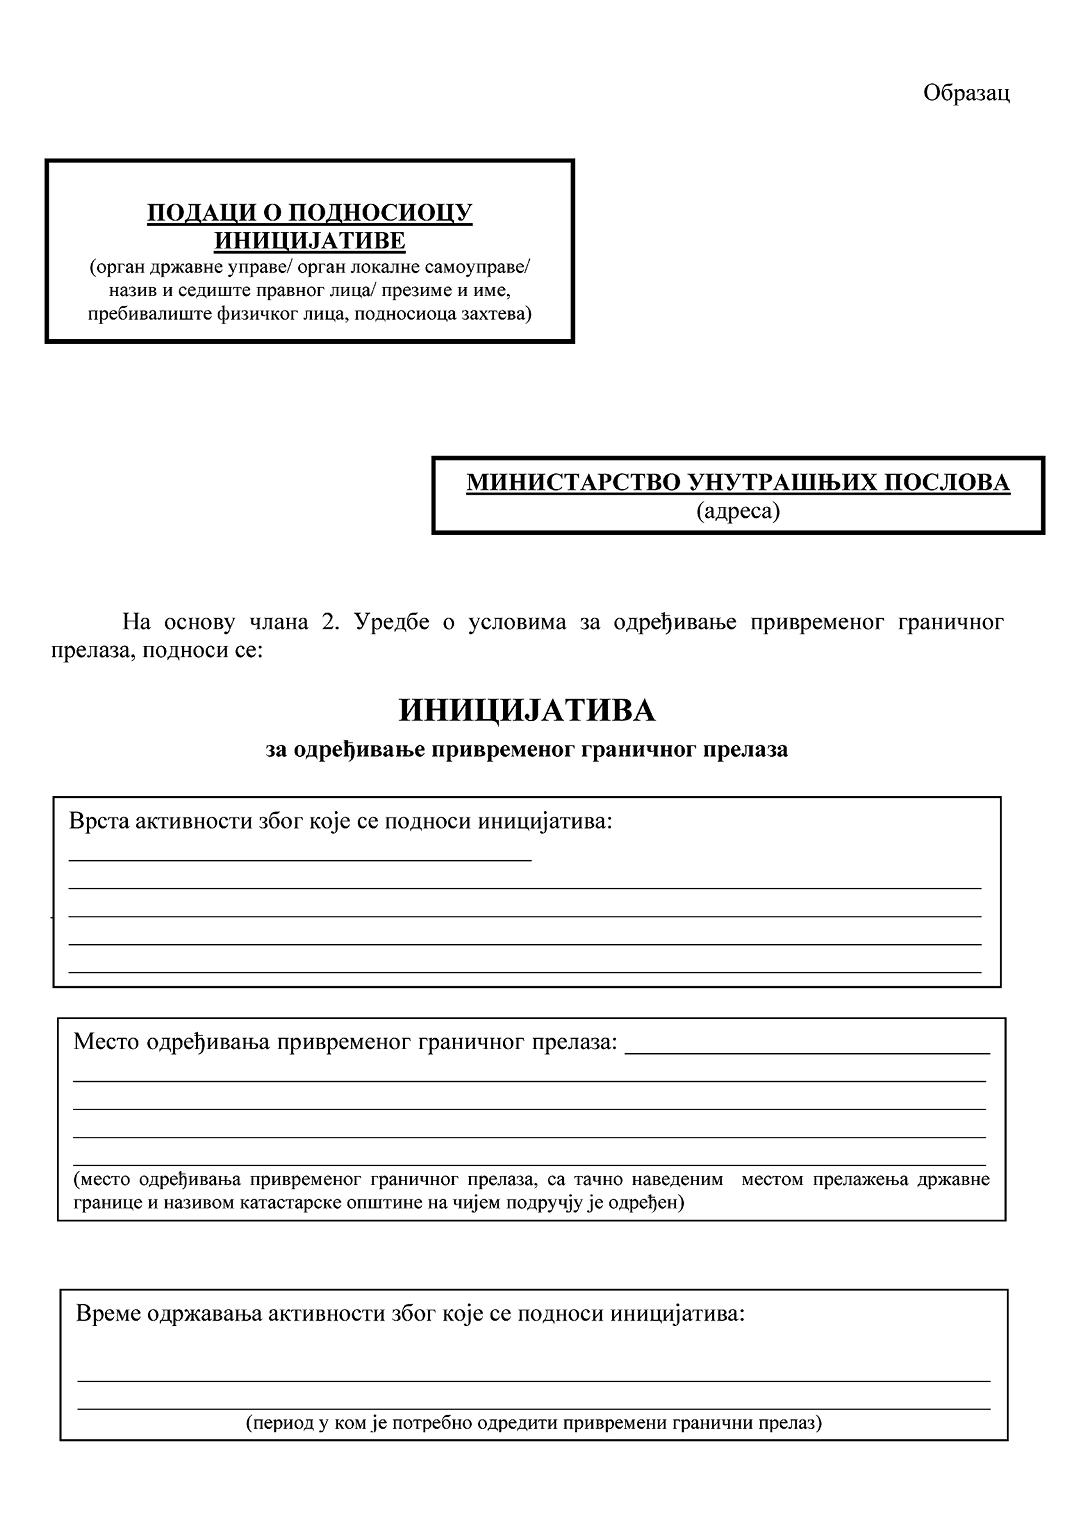 Образац
ПОДАЦИ О ПОДНОСИОЦУ
ИНИЦИЈАТИВЕ
(орган државне управе/ орган локалне самоуправе/
назив и седиште правног лица/ презиме и име,
пребивалиште физичког лица, подносиоца захтева)
МИНИСТАРСТВО УНУТРАШЊИХ ПОСЛОВА
(адреса)
На основу члана 2. Уредбе о условима за одређивање привременог граничног
прелаза, подноси се:
ИНИЦИЈАТИВА
за одређивање привременог граничног прелаза
Врста активности због које се подноси иницијатива:
Место одређивања привременог граничног прелаза:
(место одређивања привременог граничног прелаза, са тачно наведеним местом прелажења државне
границе и називом катастарске општине на чијем подручју је одређен)
Време одржавања активности због које се подноси иницијатива:
(период у ком је потребно одредити привремени гранични прелаз)